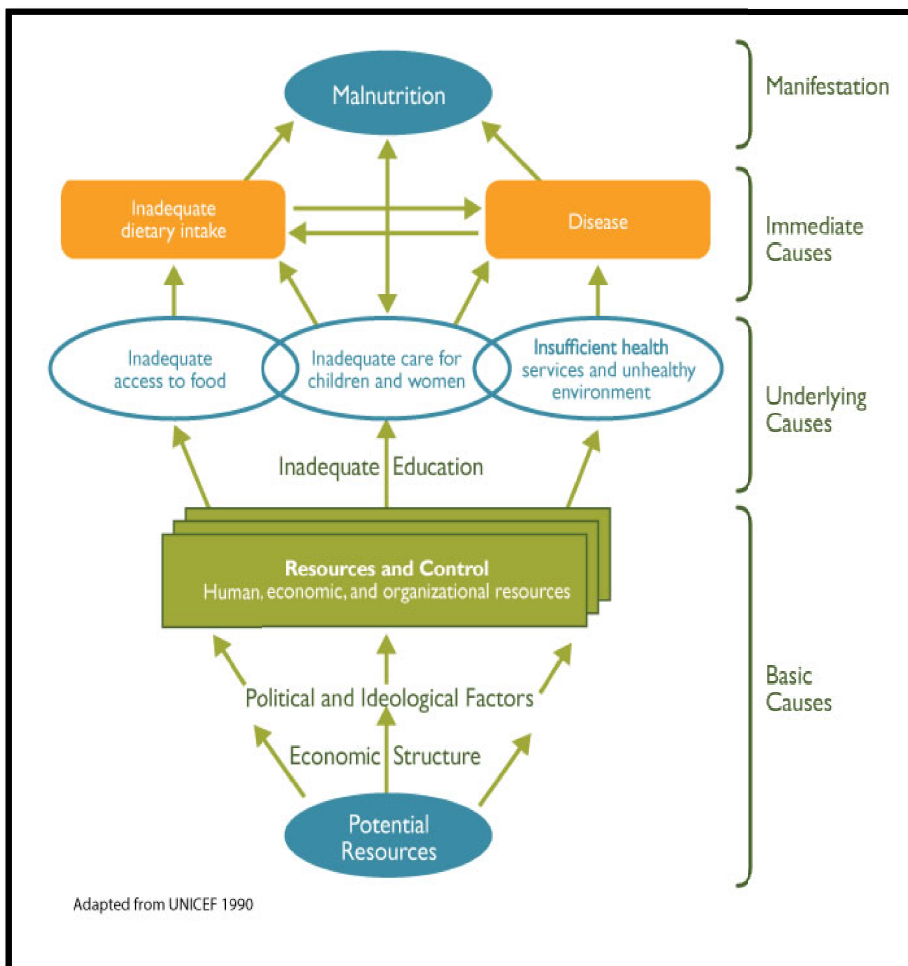 Malnutrition
Manifestation
Inadequate
dietary intake
Disease
Immediate
Causes
Inadequate
access to food
Inadequate care for
children and women
Insufficient health
services and unhealthy
environment
Underlying
Causes
Inadequate Education
Resources and Control
Human, economic, and organizational resources
Political and Ideological Factors
Basic
Causes
Economic Structure
Potential
Resources
Adapted from UNICEF 1990